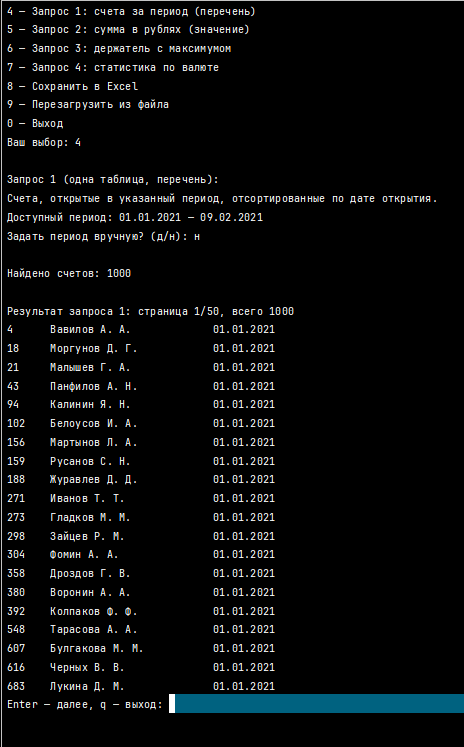 4 — Запрос 1: счета за период (перечень)
5 — Запрос 2: сумма в рублях (значение)
6 — Запрос 3: держатель с максимумом
7 — Запрос 4: статистика по валюте
8 — Сохранить в Excel
9 — Перезагрузить из файла
0 — Выход
Ваш выбор: 4
Запрос 1 (одна таблица, перечень):
Счета, открытые в указанный период, отсортированные по дате открытия.
Доступный период: 01.01.2021 — 09.02.2021
Задать период вручную? (д/н): н
Найдено счетов: 1000
Результат запроса 1: страница 1/50, всего 1000
4 Вавилов А. А. 01.01.2021
18 Моргунов Д. Г. 01.01.2021
21 Малышев Г. А. 01.01.2021
43 Панфилов А. Н. 01.01.2021
94 Калинин Я. Н. 01.01.2021
102 Белоусов И. А. 01.01.2021
156 Мартынов Л. А. 01.01.2021
159 Русанов С. Н. 01.01.2021
188 Журавлев Д. Д. 01.01.2021
271 Иванов Т. Т. 01.01.2021
273 Гладков М. М. 01.01.2021
298 Зайцев Р. М. 01.01.2021
304 Фомин А. А. 01.01.2021
358 Дроздов Г. В. 01.01.2021
380 Воронин А. А. 01.01.2021
392 Колпаков Ф. Ф. 01.01.2021
548 Тарасова А. А. 01.01.2021
607 Булгакова М. М. 01.01.2021
616 Черных В. В. 01.01.2021
683 Лукина Д. М. 01.01.2021
Enter — далее, q — выход: